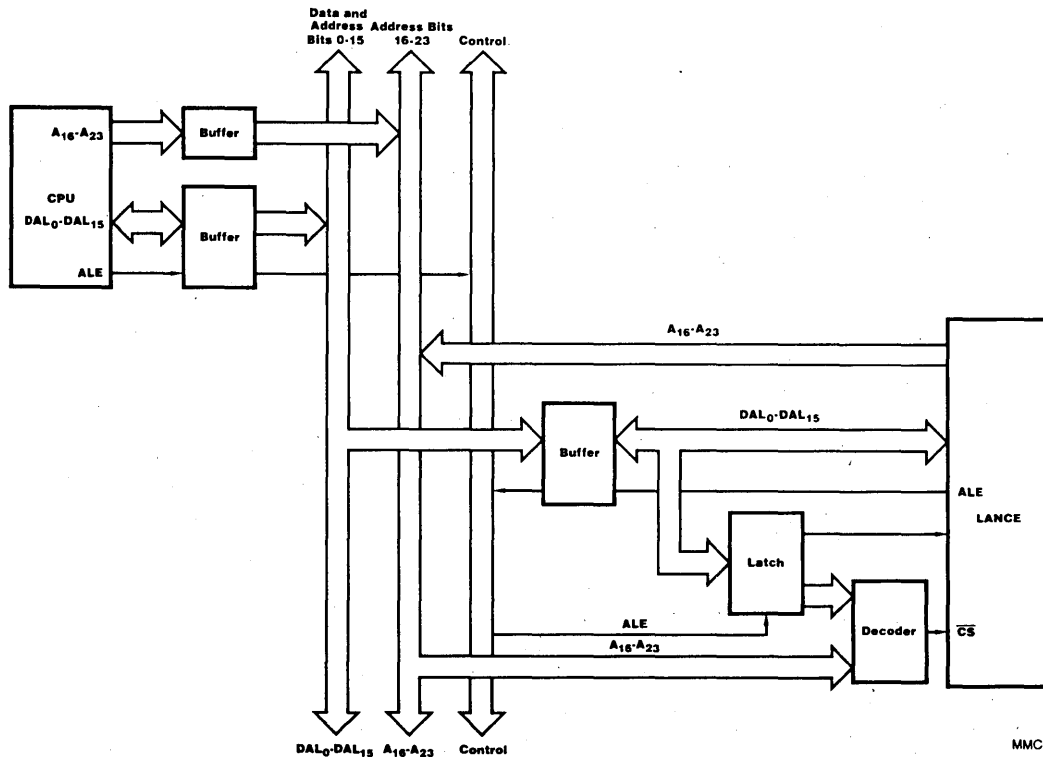 Data and
Address
Bits 0-15
Address Bits
16-23
Control
A16-A23
Buffer
CPU
DAL0-DAL15
Buffer
ALE
A16-A23
DAL0-DAL15
Buffer
ALE
LANCE
Latch
ALE
A16-A23
Decoder
CS
DAL0-DAL15
A16-A23
Control
MMC